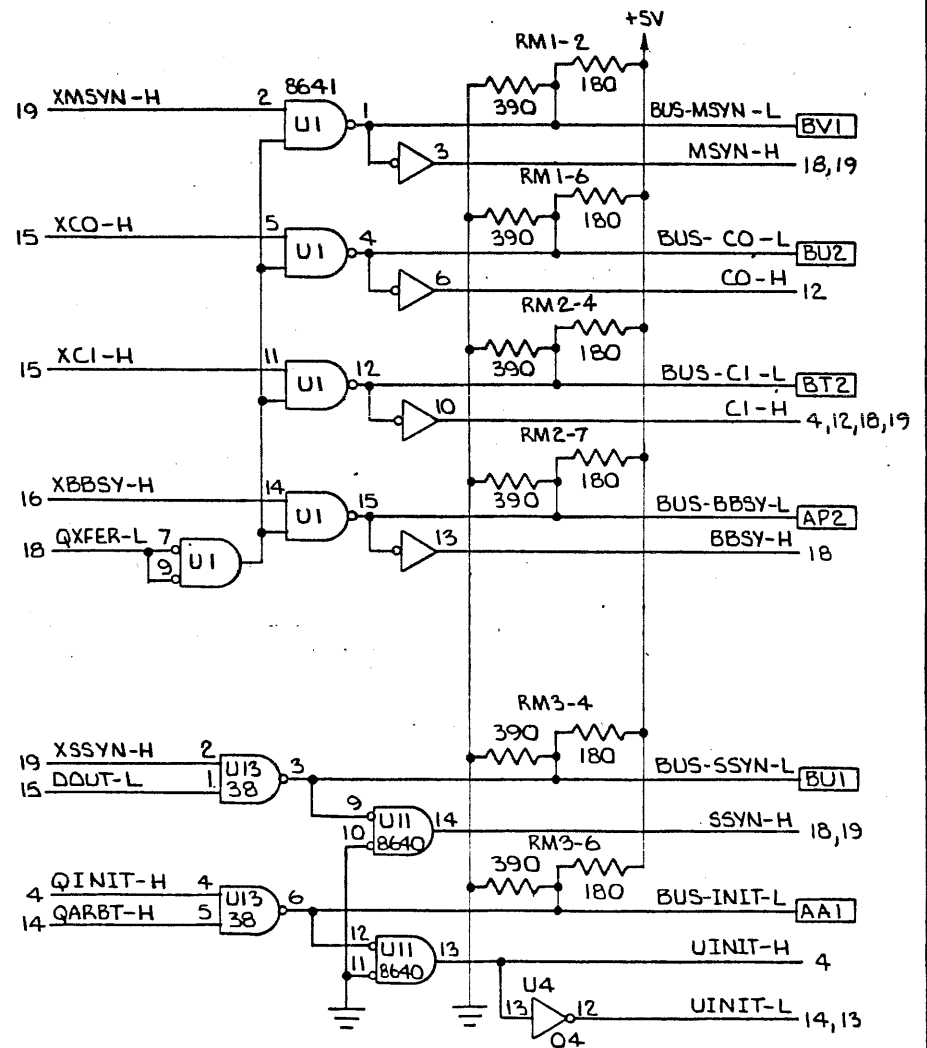 +5V
RM1-2
180
390
8641
19 XMSYN-H 2 U1 1 BUS-MSYN-L BV1
3 MSYN-H 18,19
RM1-6
180
390
15 XCO-H 5 U1 4 BUS-CO-L BU2
6 CO-H 12
RM2-4
180
390
15 XC1-H 11 U1 12 BUS-C1-L BT2
10 C1-H 4,12,18,19
RM2-7
180
390
16 XBBSY-H 14 U1 15 BUS-BBSY-L AP2
13 BBSY-H 18
18 QXFER-L 7 U1
9
RM3-4
390
180
19 XSSYN-H 2 U13 3 BUS-SSYN-L BU1
15 DOUT-L 1 38
9 U11 14 SSYN-H 18,19
10 8640
RM3-6
390
180
4 QINIT-H 4 U13 6 BUS-INIT-L AA1
14 QARBT-H 5 38
12 U11 13 UINIT-H 4
11 8640
U4
13 12 UINIT-L 14,13
04